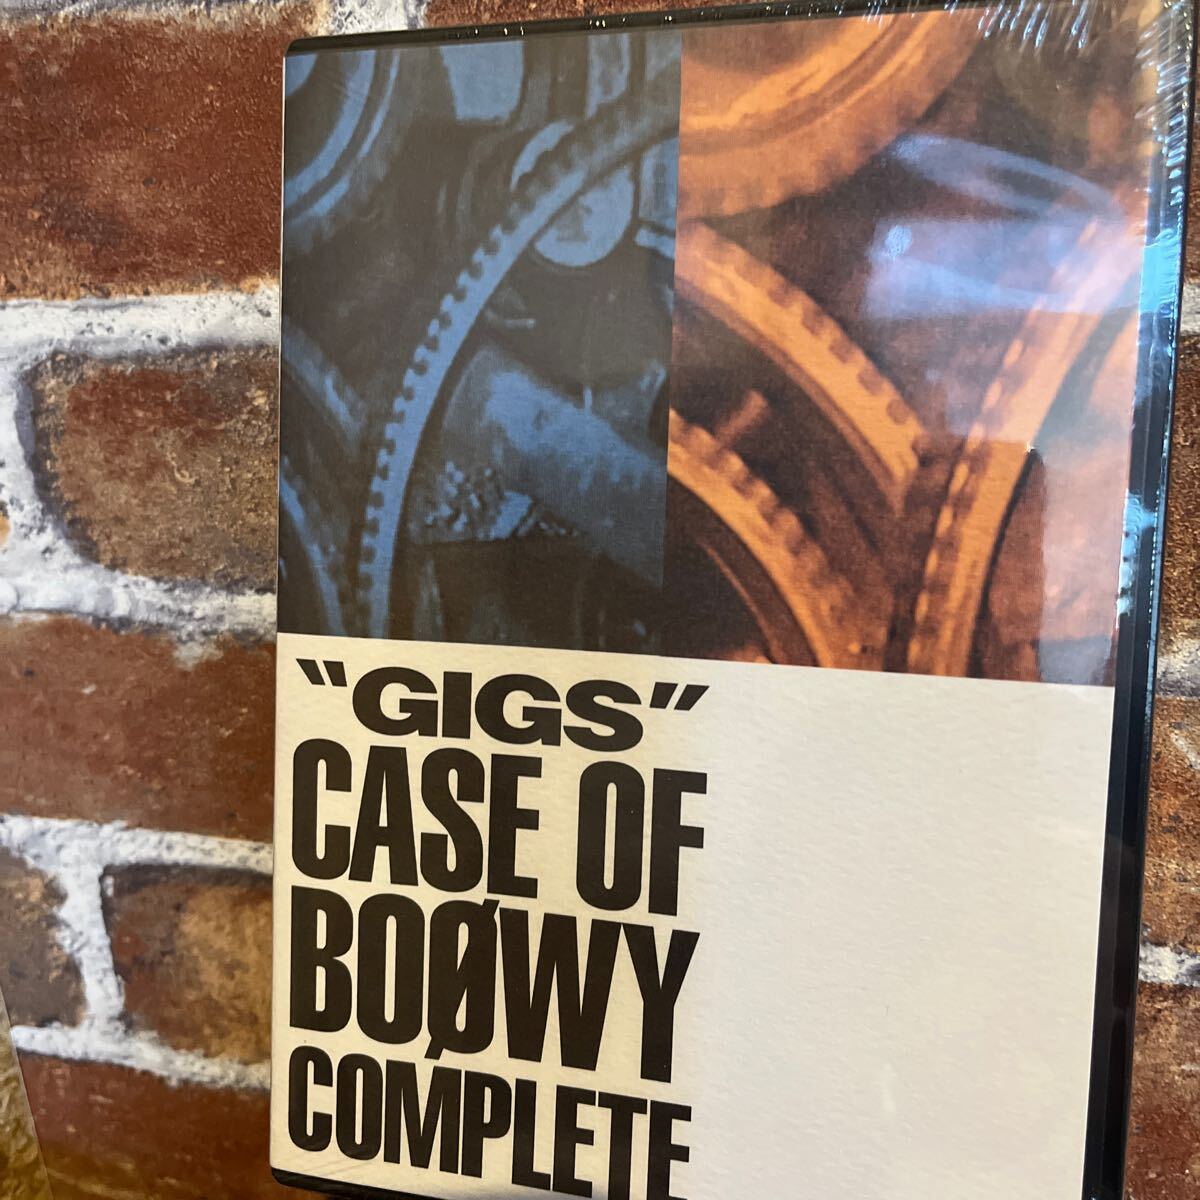 “GIGS”
CASE OF
BOØWY
COMPLETE